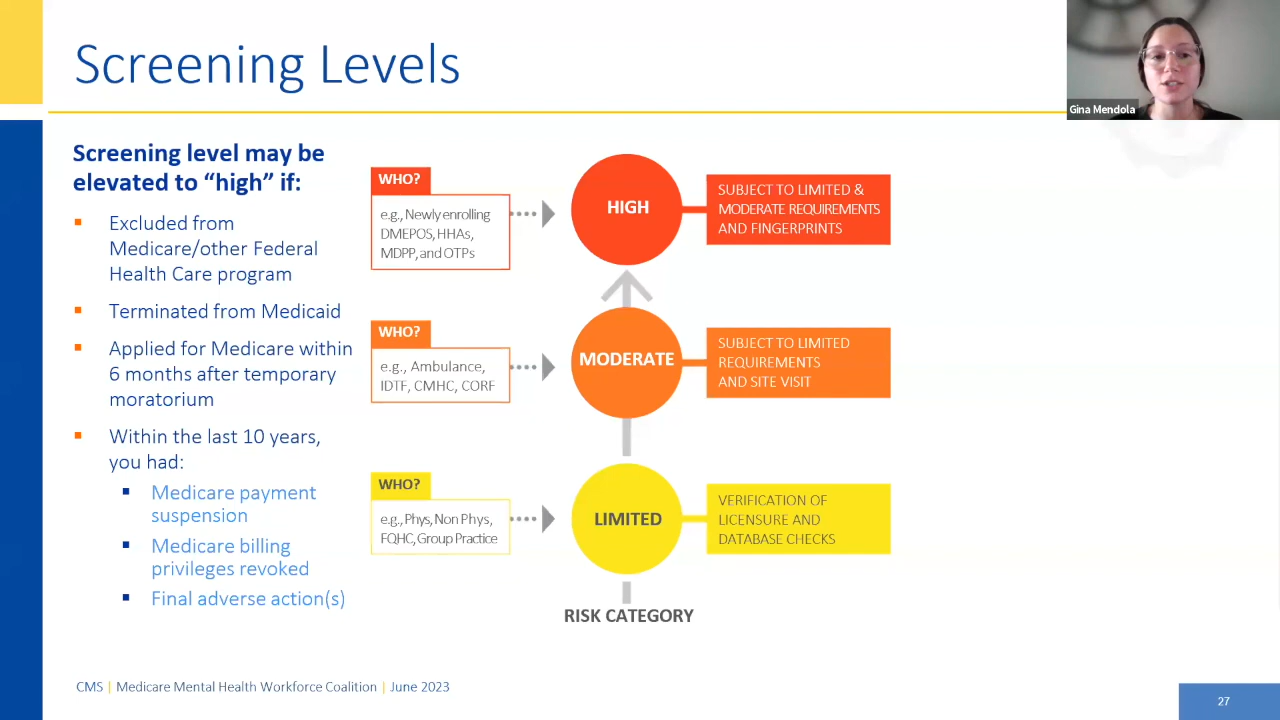 Screening Levels
Gina Mendola
Screening level may be
elevated to “high” if:
Excluded from
Medicare/other Federal
Health Care program
Terminated from Medicaid
Applied for Medicare within
6 months after temporary
moratorium
Within the last 10 years,
you had:
Medicare payment
suspension
Medicare billing
privileges revoked
Final adverse action(s)
WHO?
e.g., Newly enrolling
DMEPOS, HHAs,
MDPP, and OTPs
HIGH
SUBJECT TO LIMITED &
MODERATE REQUIREMENTS
AND FINGERPRINTS
WHO?
e.g., Ambulance,
IDTF, CMHC, CORF
MODERATE
SUBJECT TO LIMITED
REQUIREMENTS
AND SITE VISIT
WHO?
e.g., Phys, Non Phys,
FQHC, Group Practice
LIMITED
VERIFICATION OF
LICENSURE AND
DATABASE CHECKS
RISK CATEGORY
CMS | Medicare Mental Health Workforce Coalition | June 2023
27